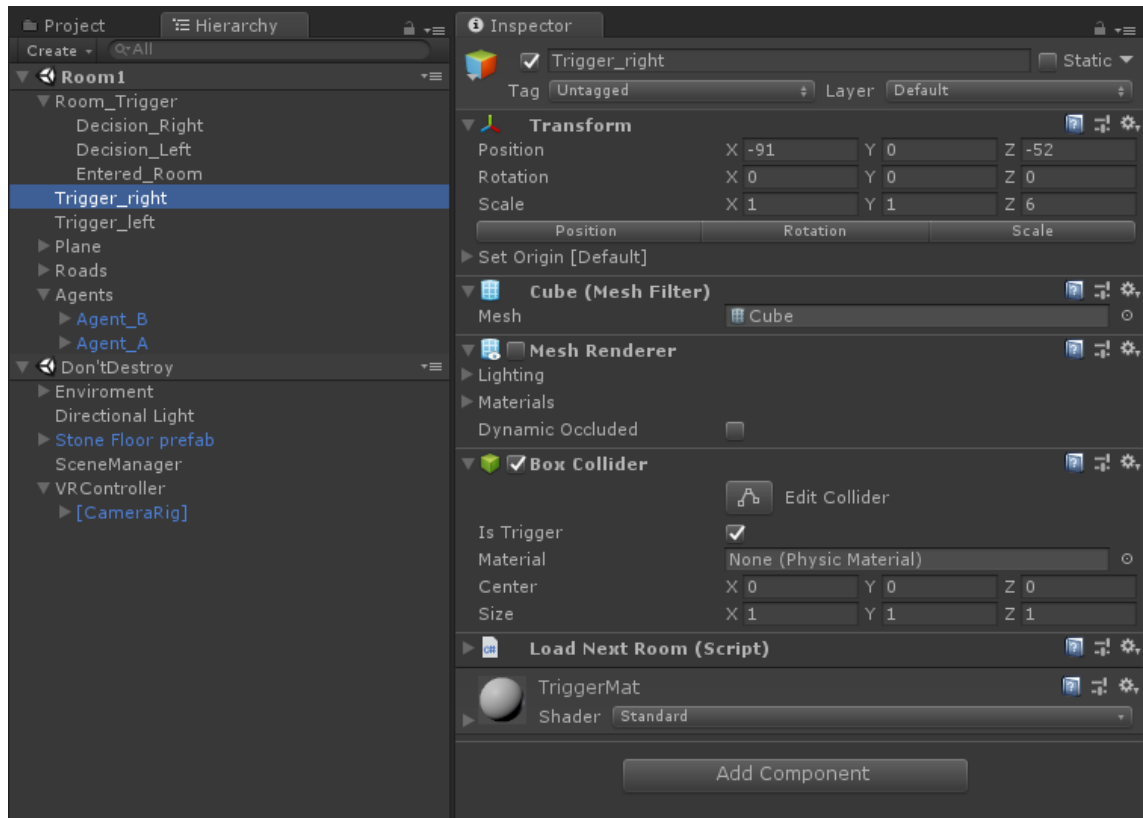 Project
Hierarchy
Create
All
Room1
Room_Trigger
Decision_Right
Decision_Left
Entered_Room
Trigger_right
Trigger_left
Plane
Roads
Agents
Agent_B
Agent_A
Don'tDestroy
Enviroment
Directional Light
Stone Floor prefab
SceneManager
VRController
[CameraRig]
Inspector
Trigger_right Static
Tag Untagged Layer Default
Transform
Position X -91 Y 0 Z -52
Rotation X 0 Y 0 Z 0
Scale X 1 Y 1 Z 6
Position Rotation Scale
Set Origin [Default]
Cube (Mesh Filter)
Mesh Cube
Mesh Renderer
Lighting
Materials
Dynamic Occluded
Box Collider
Edit Collider
Is Trigger
Material None (Physic Material)
Center X 0 Y 0 Z 0
Size X 1 Y 1 Z 1
C# Load Next Room (Script)
TriggerMat
Shader Standard
Add Component